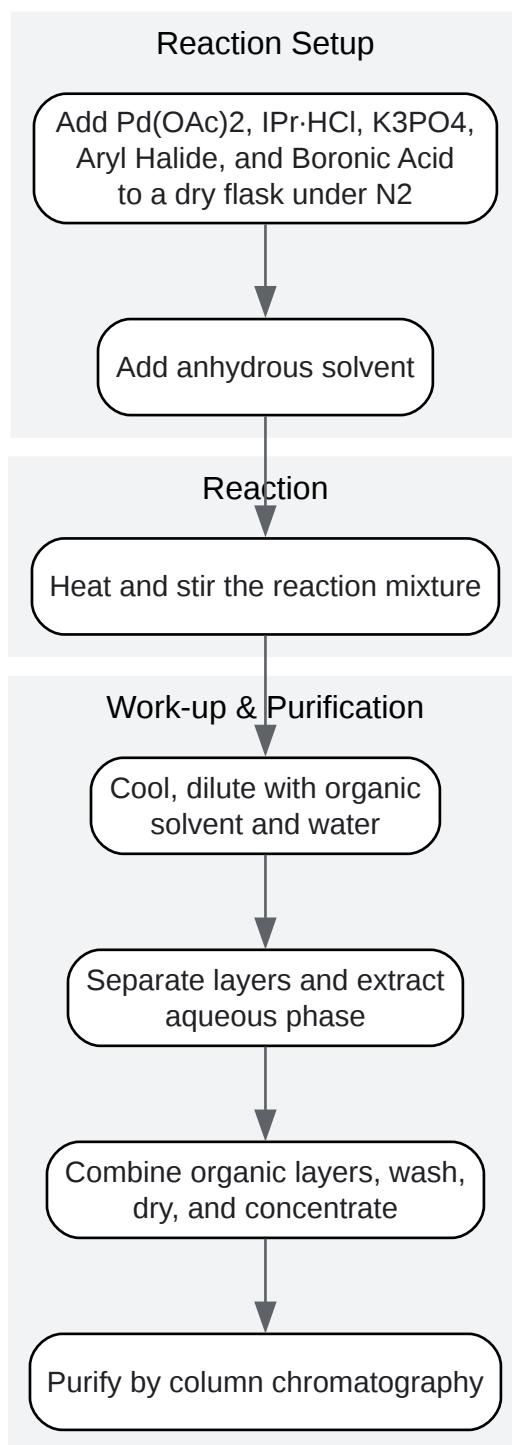 Reaction Setup
Add Pd(OAc)2, IPr·HCl, K3PO4,
Aryl Halide, and Boronic Acid
to a dry flask under N2
Add anhydrous solvent
Reaction
Heat and stir the reaction mixture
Work-up & Purification
Cool, dilute with organic
solvent and water
Separate layers and extract
aqueous phase
Combine organic layers, wash,
dry, and concentrate
Purify by column chromatography